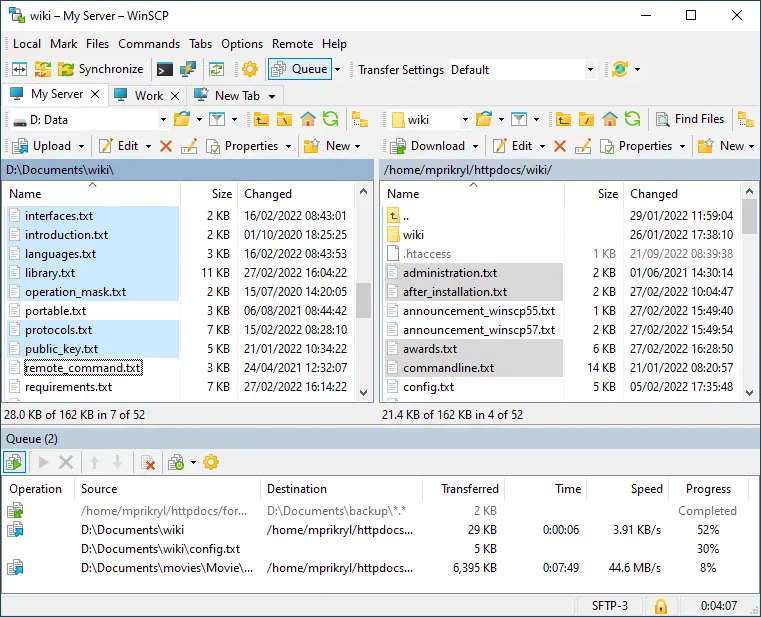 wiki – My Server – WinSCP
Local Mark Files Commands Tabs Options Remote Help
Synchronize Queue Transfer Settings Default
My Server Work New Tab
D: Data wiki Find Files
Upload Edit Properties New Download Edit Properties New
D:\Documents\wiki\ /home/mprikryl/httpdocs/wiki/
Name Size Changed Name Size Changed
interfaces.txt 2 KB 16/02/2022 08:43:01 .. 29/01/2022 11:59:04
introduction.txt 2 KB 01/10/2020 18:25:25 wiki 26/01/2022 17:38:10
languages.txt 3 KB 16/02/2022 08:43:53 .htaccess 1 KB 21/09/2022 08:39:38
library.txt 11 KB 27/02/2022 16:04:22 administration.txt 2 KB 01/06/2021 14:30:14
operation_mask.txt 2 KB 15/07/2020 14:20:05 after_installation.txt 2 KB 27/02/2022 10:04:47
portable.txt 3 KB 06/08/2021 08:44:42 announcement_winscp55.txt 1 KB 27/02/2022 15:49:40
protocols.txt 7 KB 15/02/2022 08:28:10 announcement_winscp57.txt 2 KB 27/02/2022 15:49:54
public_key.txt 5 KB 21/01/2022 10:34:22 awards.txt 6 KB 27/02/2022 16:28:50
remote_command.txt 3 KB 24/04/2021 12:32:07 commandline.txt 14 KB 21/01/2022 08:20:57
requirements.txt 7 KB 27/02/2022 16:14:22 config.txt 5 KB 05/02/2022 17:35:48
28.0 KB of 162 KB in 7 of 52 21.4 KB of 162 KB in 4 of 52
Queue (2)
Operation Source Destination Transferred Time Speed Progress
/home/mprikryl/httpdocs/for... D:\Documents\backup\*.* 2 KB Completed
D:\Documents\wiki /home/mprikryl/httpdocs... 29 KB 0:00:06 3.91 KB/s 52%
D:\Documents\wiki\config.txt 5 KB 30%
D:\Documents\movies\Movie\... /home/mprikryl/httpdocs... 6,395 KB 0:07:49 44.6 MB/s 8%
SFTP-3 0:04:07